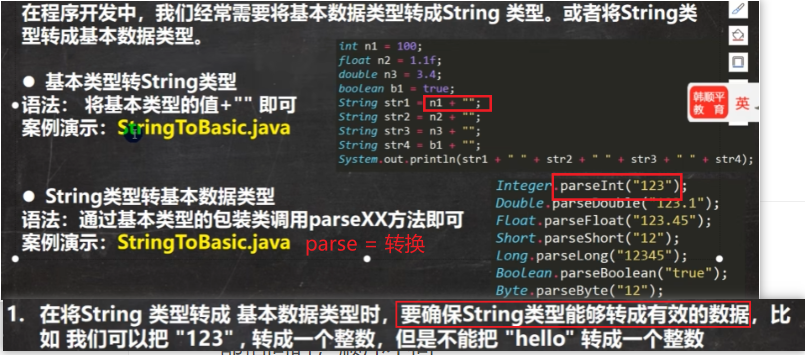 在程序开发中，我们经常需要将基本数据类型转成String 类型。或者将String类
型转成基本数据类型。
● 基本类型转String类型
语法： 将基本类型的值+"" 即可
案例演示：StringToBasic.java
int n1 = 100;
float n2 = 1.1f;
double n3 = 3.4;
boolean b1 = true;
String str1 = n1 + "";
String str2 = n2 + "";
String str3 = n3 + "";
String str4 = b1 + "";
System.out.println(str1 + " " + str2 + " " + str3 + " " + str4);
韩顺平
教 育
英
● String类型转基本数据类型
语法：通过基本类型的包装类调用parseXX方法即可
案例演示：StringToBasic.java
parse = 转换
Integer.parseInt("123");
Double.parseDouble("123.1");
Float.parseFloat("123.45");
Short.parseShort("12");
Long.parseLong("12345");
Boolean.parseBoolean("true");
Byte.parseByte("12");
1. 在将String 类型转成 基本数据类型时，要确保String类型能够转成有效的数据，比
如 我们可以把 "123" , 转成一个整数，但是不能把 "hello" 转成一个整数